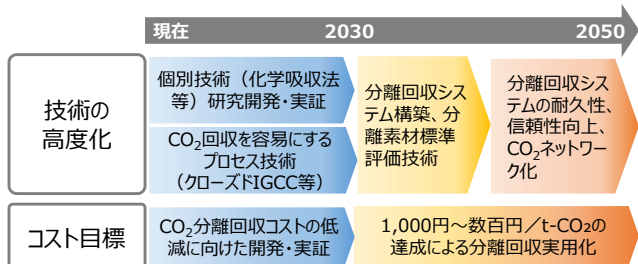 現在 2030 2050
技術の
高度化
個別技術（化学吸収法
等）研究開発・実証
CO₂回収を容易にする
プロセス技術
（クローズドIGCC等）
分離回収シス
テム構築、分
離素材標準
評価技術
分離回収シス
テムの耐久性、
信頼性向上、
CO₂ネットワー
ク化
コスト目標
CO₂分離回収コストの低
減に向けた開発・実証
1,000円～数百円／t-CO₂の
達成による分離回収実用化